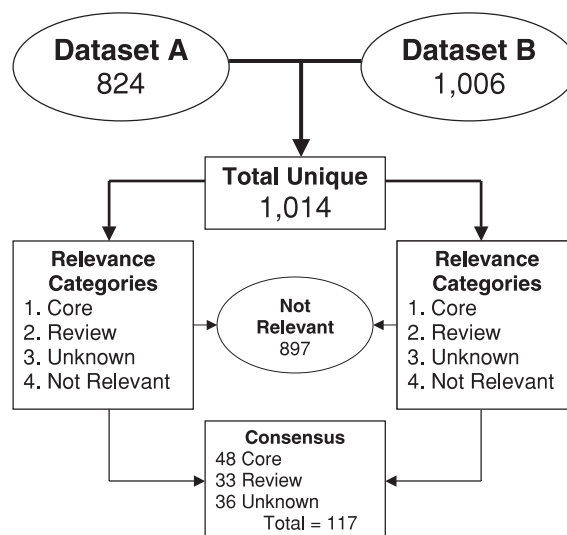 Dataset A
824
Dataset B
1,006
Total Unique
1,014
Relevance
Categories
1. Core
2. Review
3. Unknown
4. Not Relevant
Not
Relevant
897
Relevance
Categories
1. Core
2. Review
3. Unknown
4. Not Relevant
Consensus
48 Core
33 Review
36 Unknown
Total = 117